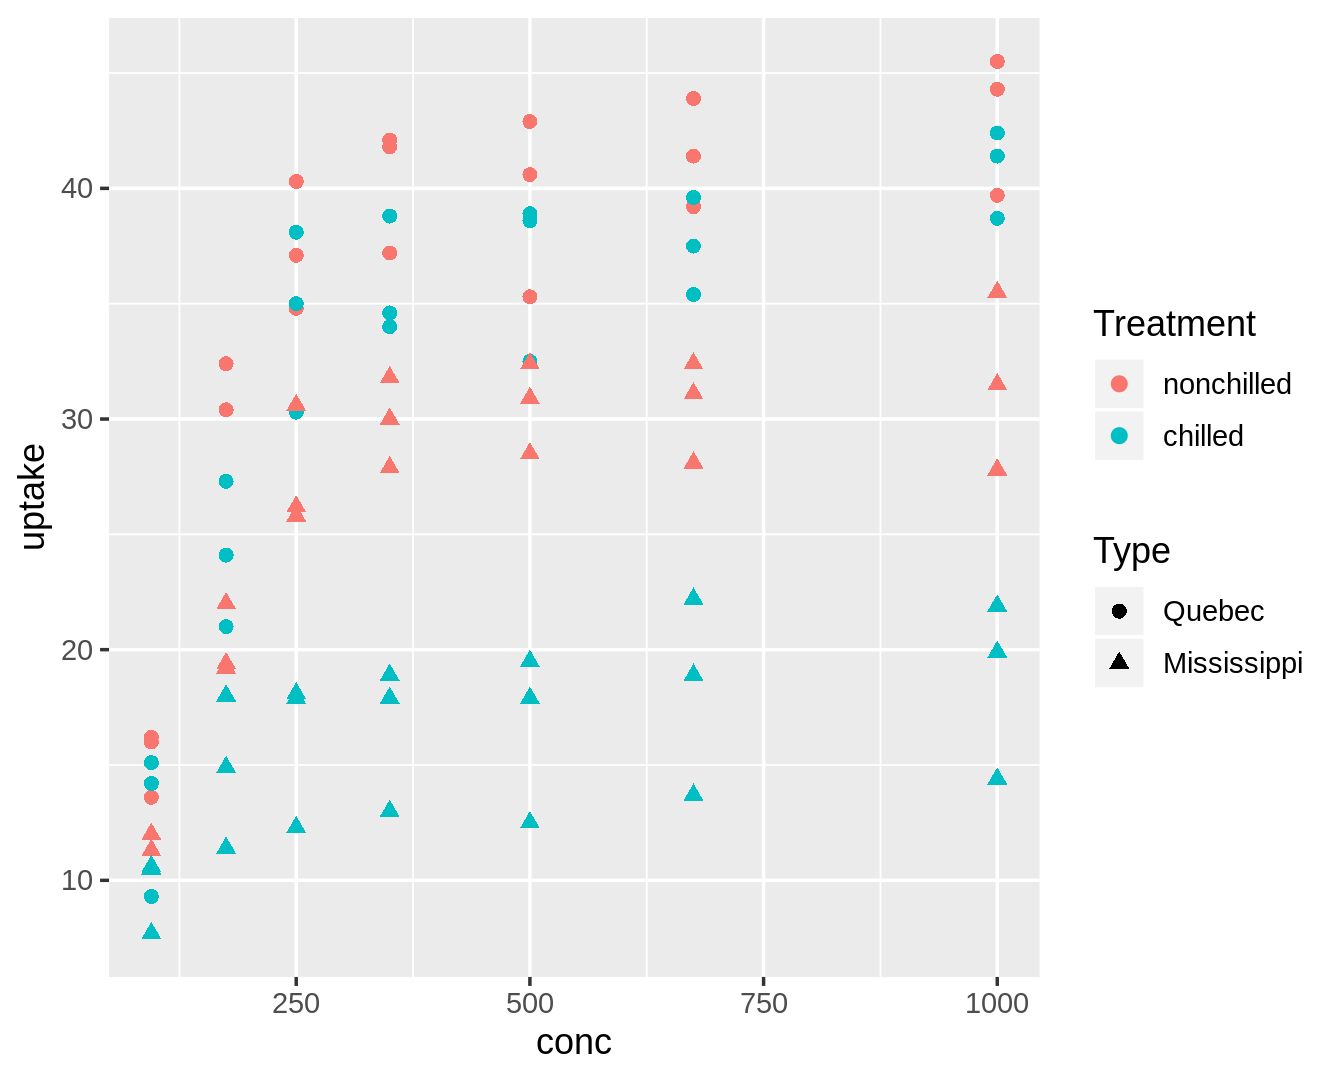 40
30
20
10
uptake
250
500
750
1000
conc
Treatment
nonchilled
chilled
Type
Quebec
Mississippi